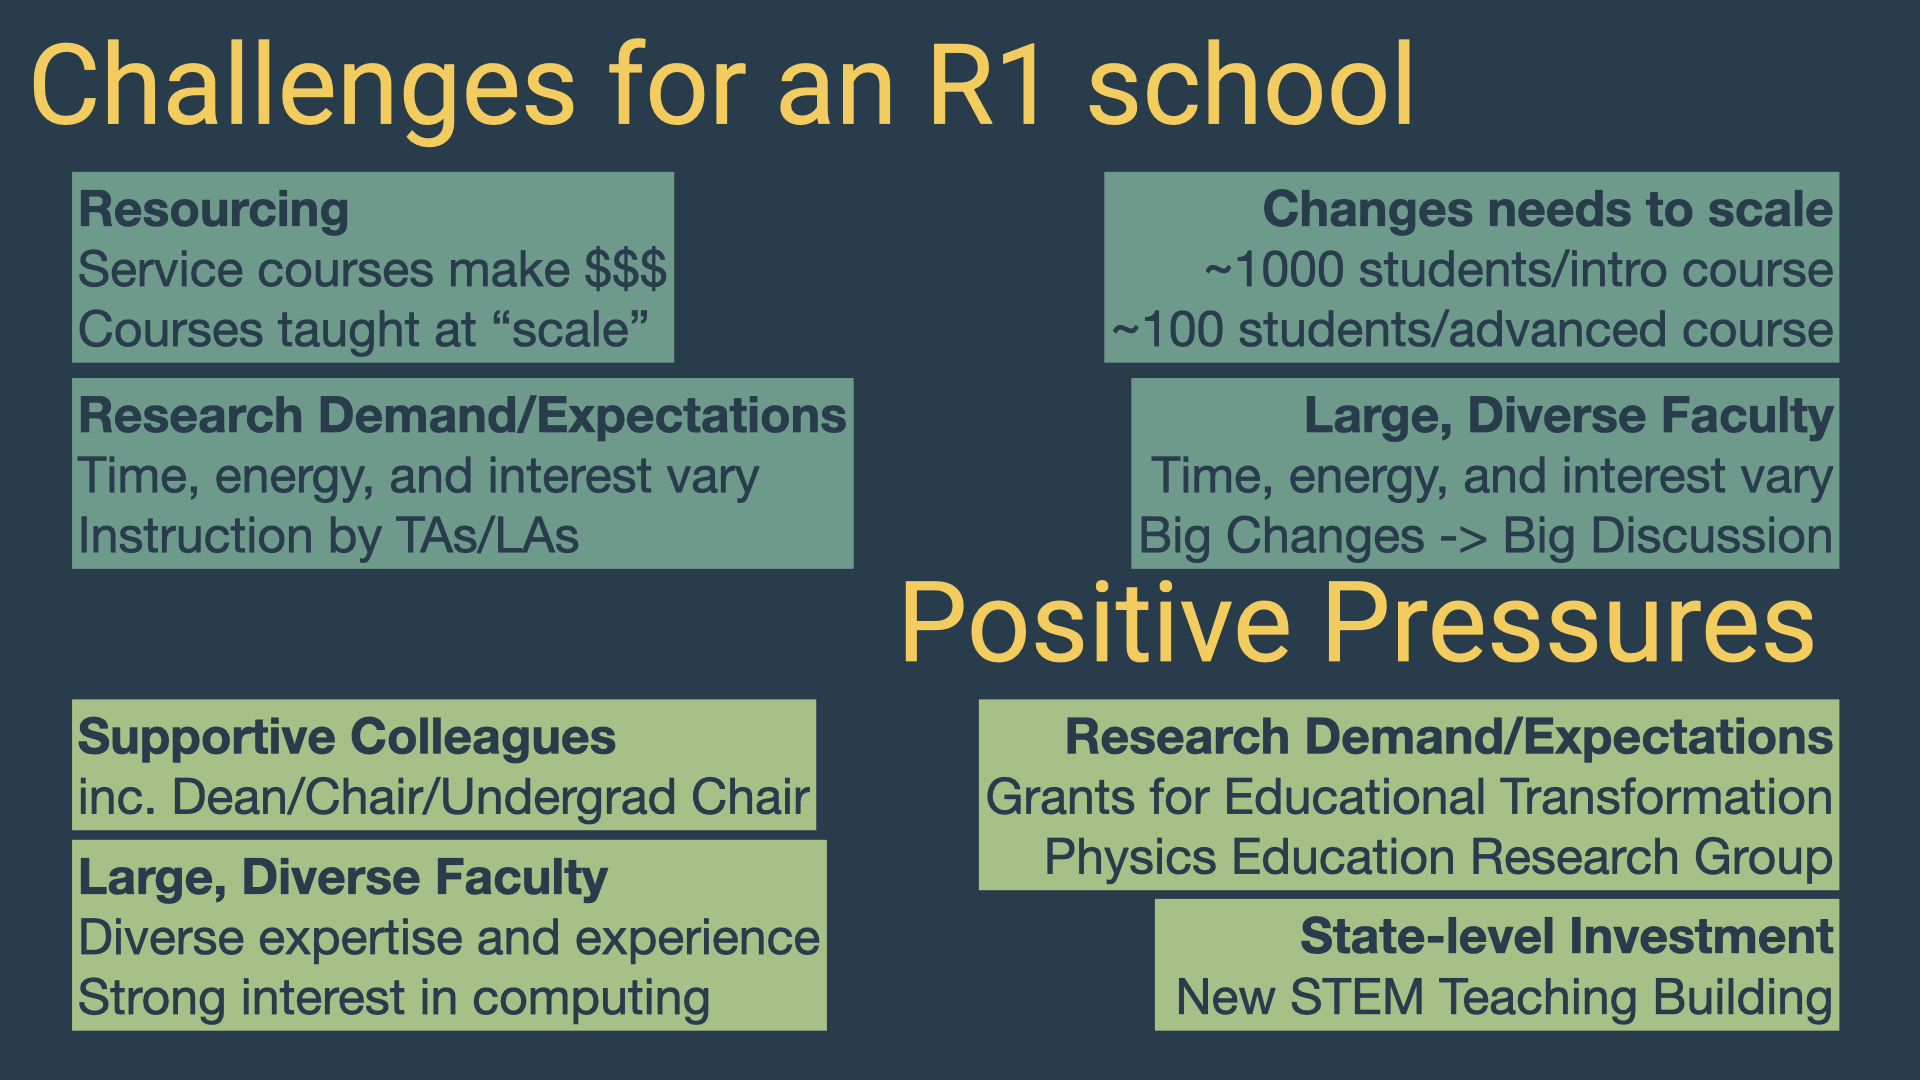 Challenges for an R1 school
Resourcing
Service courses make $$$
Courses taught at “scale”
Changes needs to scale
~1000 students/intro course
~100 students/advanced course
Research Demand/Expectations
Time, energy, and interest vary
Instruction by TAs/LAs
Large, Diverse Faculty
Time, energy, and interest vary
Big Changes -> Big Discussion
Positive Pressures
Supportive Colleagues
inc. Dean/Chair/Undergrad Chair
Research Demand/Expectations
Grants for Educational Transformation
Physics Education Research Group
Large, Diverse Faculty
Diverse expertise and experience
Strong interest in computing
State-level Investment
New STEM Teaching Building